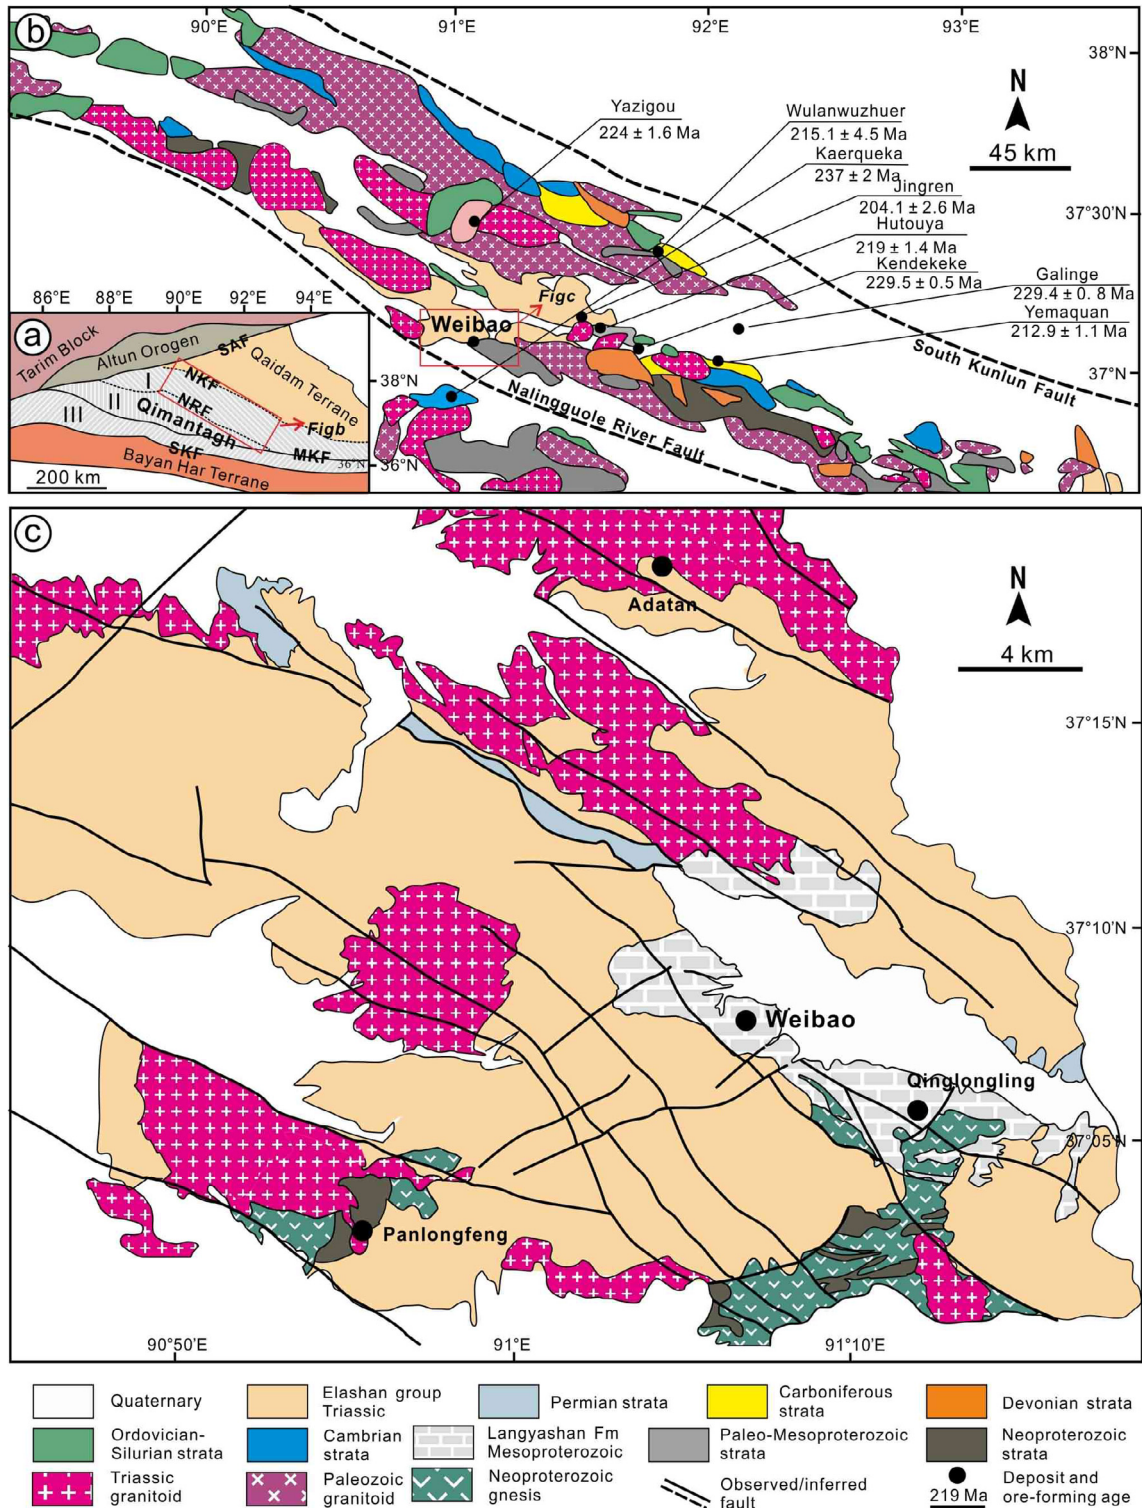 b
90°E
91°E
92°E
93°E
38°N
N
45 km
Yazigou
224 ± 1.6 Ma
Wulanwuzhuer
215.1 ± 4.5 Ma
Kaerqueka
237 ± 2 Ma
Jingren
204.1 ± 2.6 Ma
Hutouya
219 ± 1.4 Ma
Kendekeke
229.5 ± 0.5 Ma
Galinge
229.4 ± 0. 8 Ma
Yemaquan
212.9 ± 1.1 Ma
37°30'N
37°N
Figc
Weibao
South Kunlun Fault
Nalingguole River Fault
86°E
88°E
90°E
92°E
94°E
a
Tarim Block
Altun Orogen
SAF
Qaidam Terrane
I
NKF
II
NRF
III
Qimantagh
Figb
SKF
MKF
Bayan Har Terrane
200 km
38°N
36°N
36°N
c
Adatan
N
4 km
37°15'N
37°10'N
Weibao
Qinglongling
37°05'N
Panlongfeng
90°50'E
91°E
91°10'E
Quaternary
Elashan group
Triassic
Permian strata
Carboniferous
strata
Devonian strata
Ordovician-
Silurian strata
Cambrian
strata
Langyashan Fm
Mesoproterozoic
Paleo-Mesoproterozoic
strata
Neoproterozoic
strata
Triassic
granitoid
Paleozoic
granitoid
Neoproterozoic
gnesis
Observed/inferred
fault
219 Ma
Deposit and
ore-forming age